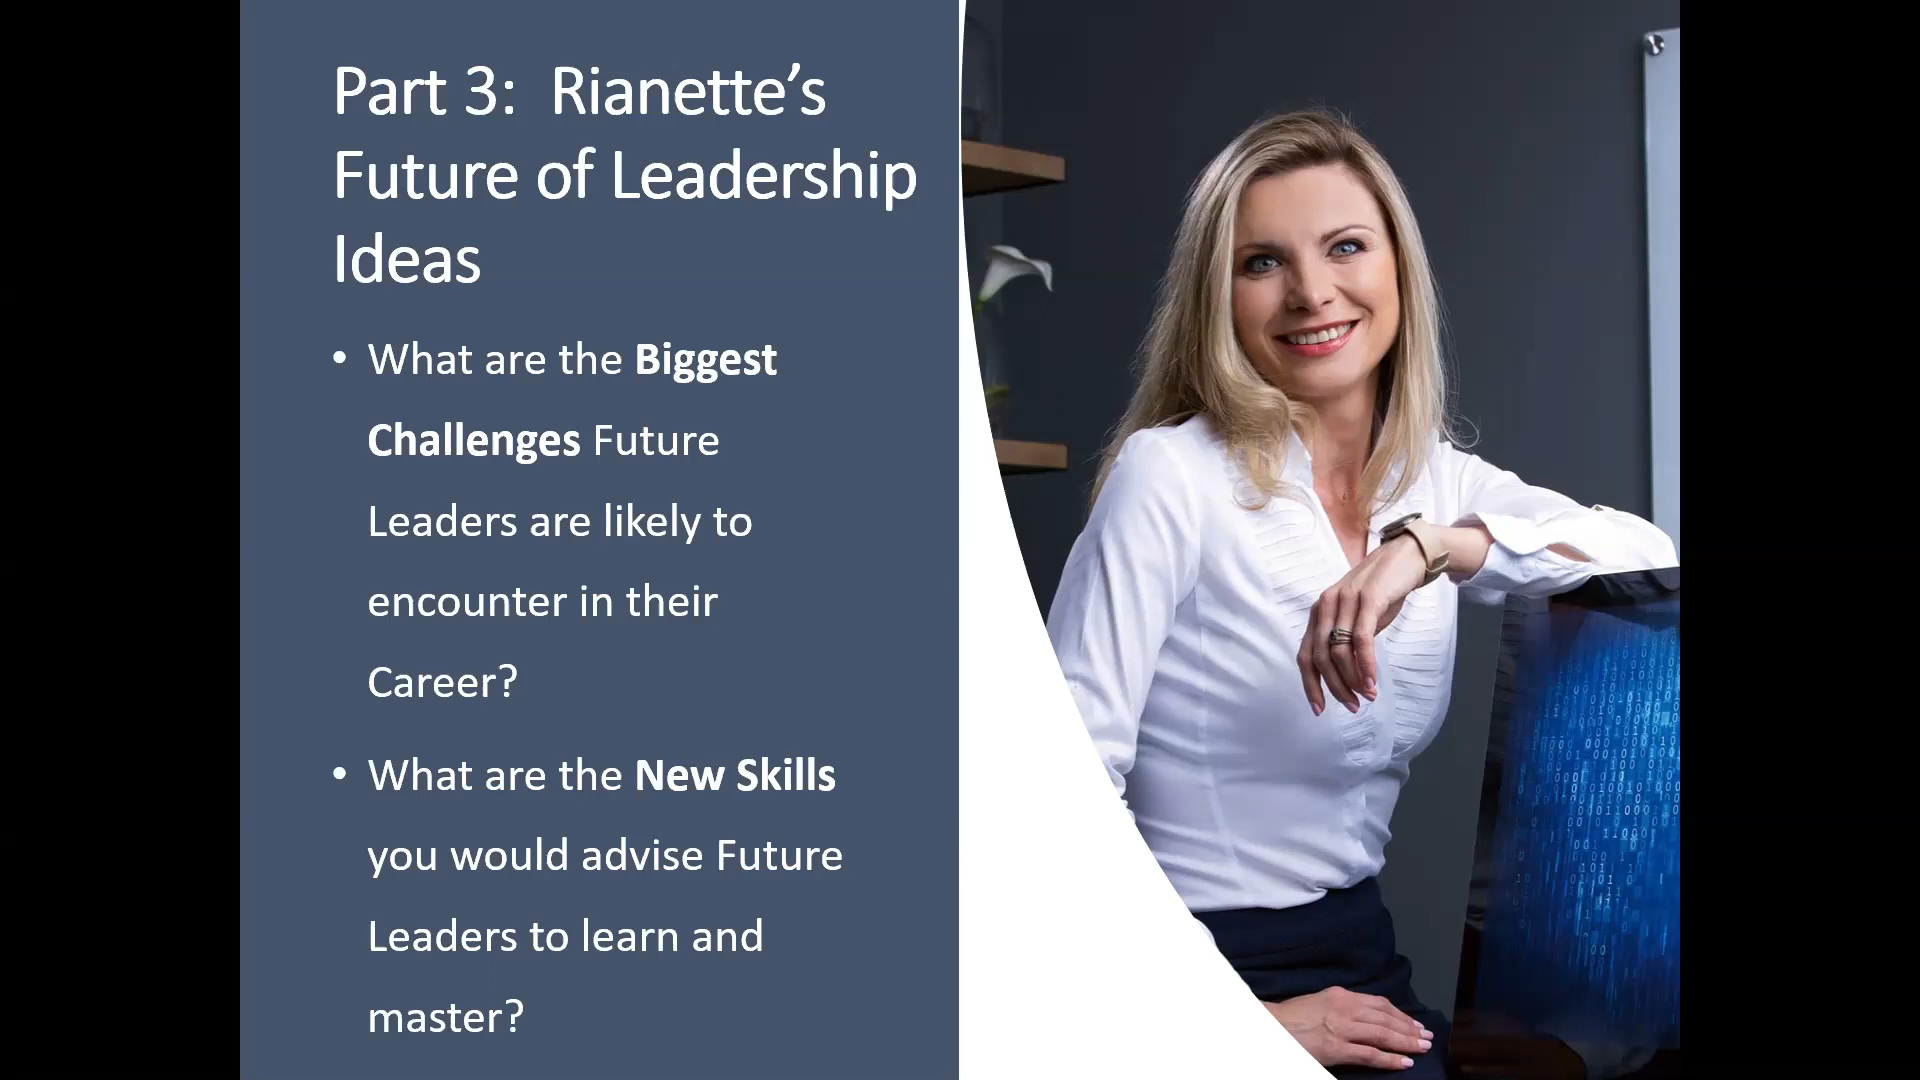 Part 3:  Rianette’s
Future of Leadership
Ideas
• What are the Biggest
Challenges Future
Leaders are likely to
encounter in their
Career?
• What are the New Skills
you would advise Future
Leaders to learn and
master?